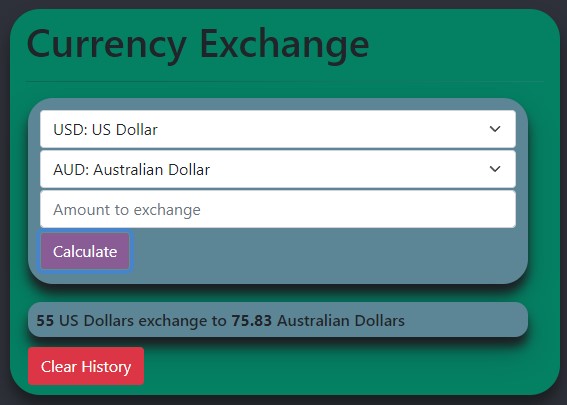 Currency Exchange
USD: US Dollar
AUD: Australian Dollar
Amount to exchange
Calculate
55 US Dollars exchange to 75.83 Australian Dollars
Clear History